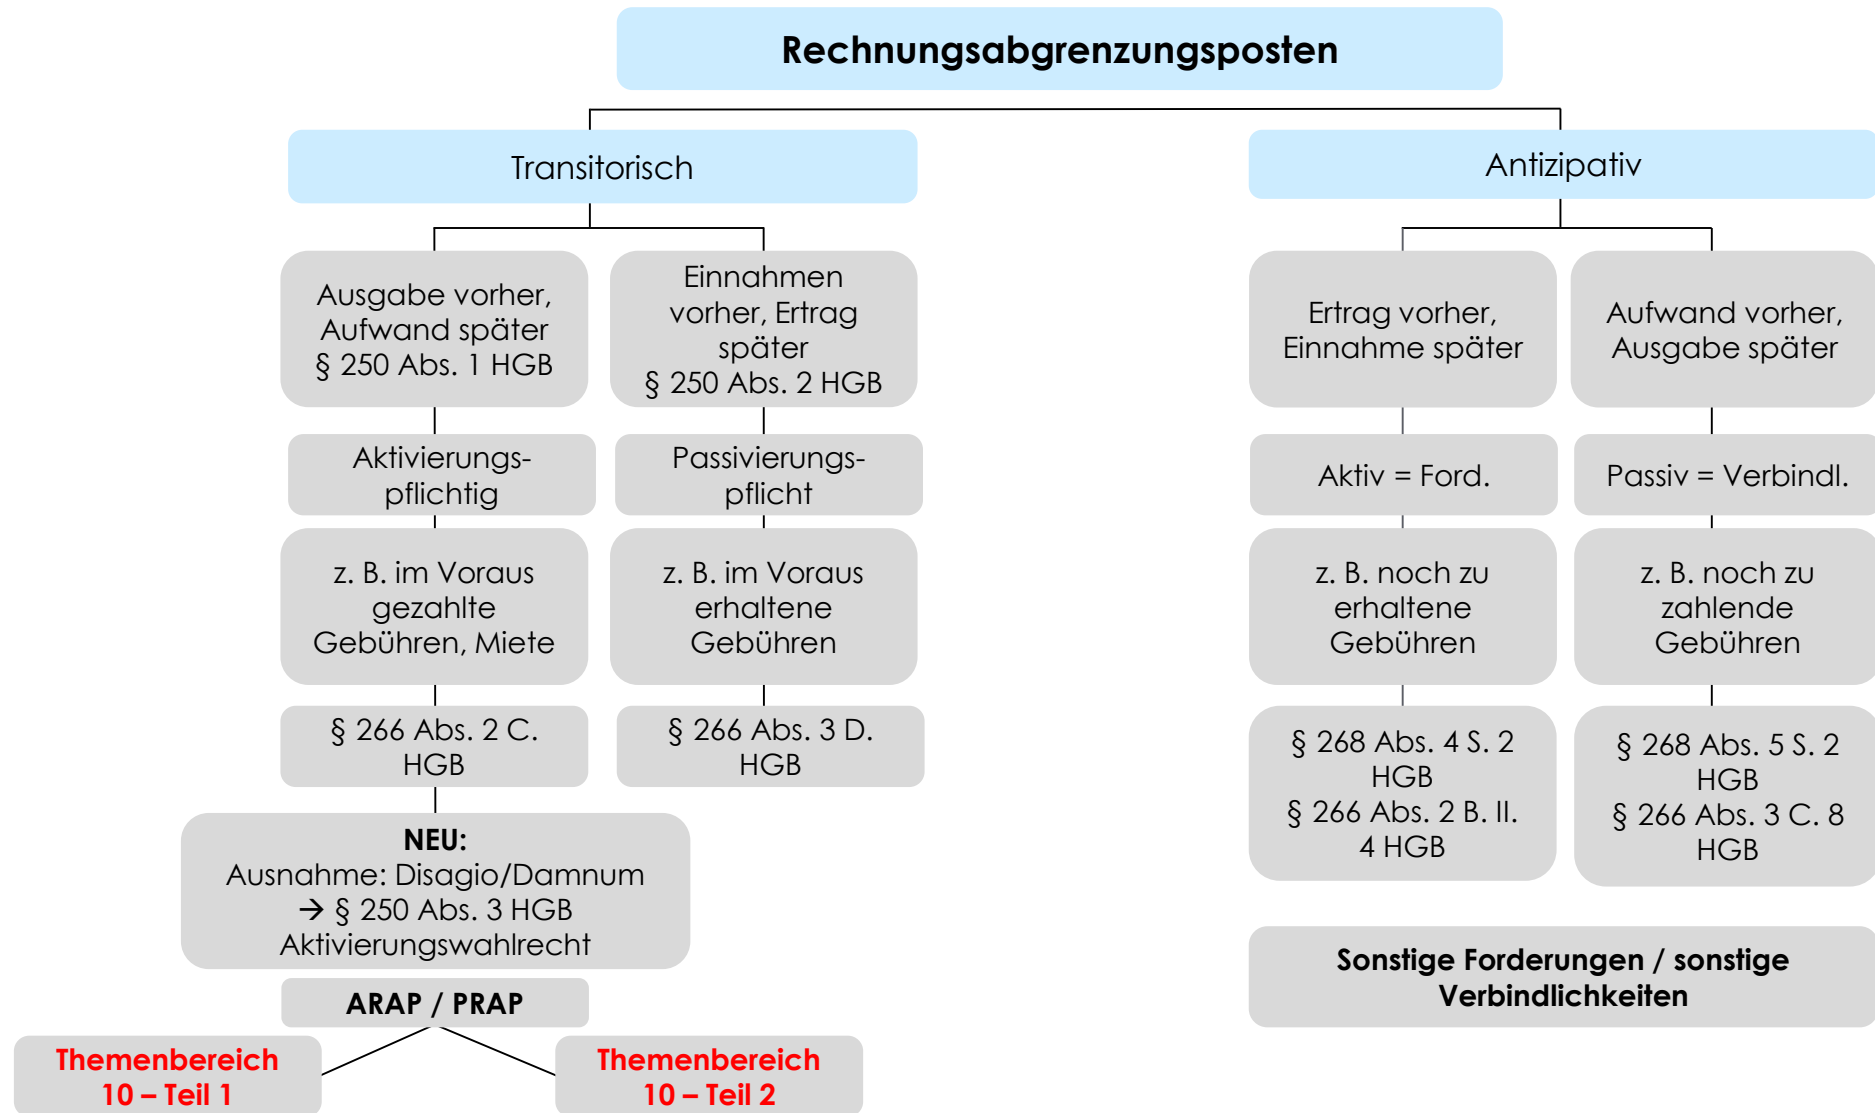 Rechnungsabgrenzungsposten
Transitorisch
Antizipativ
Ausgabe vorher,
Aufwand später
§ 250 Abs. 1 HGB
Einnahmen
vorher, Ertrag
später
§ 250 Abs. 2 HGB
Ertrag vorher,
Einnahme später
Aufwand vorher,
Ausgabe später
Aktivierungs-
pflichtig
Passivierungs-
pflicht
Aktiv = Ford.
Passiv = Verbindl.
z. B. im Voraus
gezahlte
Gebühren, Miete
z. B. im Voraus
erhaltene
Gebühren
z. B. noch zu
erhaltene
Gebühren
z. B. noch zu
zahlende
Gebühren
§ 266 Abs. 2 C.
HGB
§ 266 Abs. 3 D.
HGB
§ 268 Abs. 4 S. 2
HGB
§ 266 Abs. 2 B. II.
4 HGB
§ 268 Abs. 5 S. 2
HGB
§ 266 Abs. 3 C. 8
HGB
NEU:
Ausnahme: Disagio/Damnum
→ § 250 Abs. 3 HGB
Aktivierungswahlrecht
Sonstige Forderungen / sonstige
Verbindlichkeiten
ARAP / PRAP
Themenbereich
10 – Teil 1
Themenbereich
10 – Teil 2